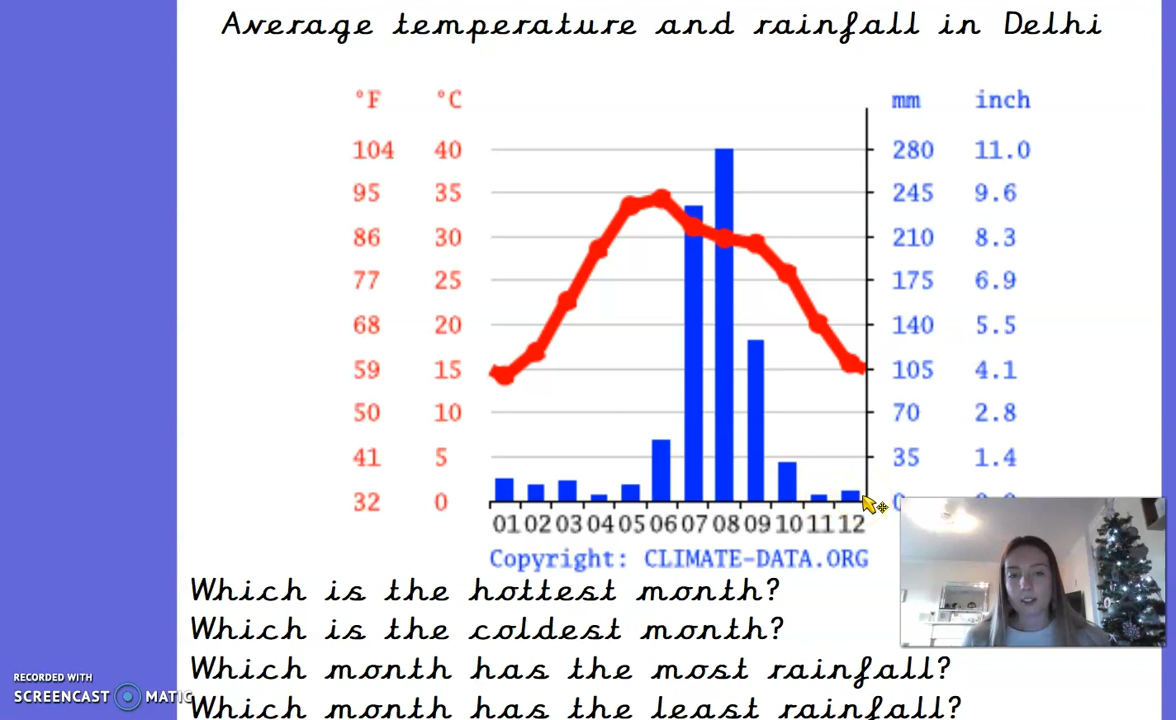 Average temperature and rainfall in Delhi
°F °C mm inch
104 40 280 11.0
95 35 245 9.6
86 30 210 8.3
77 25 175 6.9
68 20 140 5.5
59 15 105 4.1
50 10 70 2.8
41 5 35 1.4
32 0
01 02 03 04 05 06 07 08 09 10 11 12
Copyright: CLIMATE-DATA.ORG
Which is the hottest month?
Which is the coldest month?
Which month has the most rainfall?
Which month has the least rainfall?
RECORDED WITH
SCREENCAST MATIC